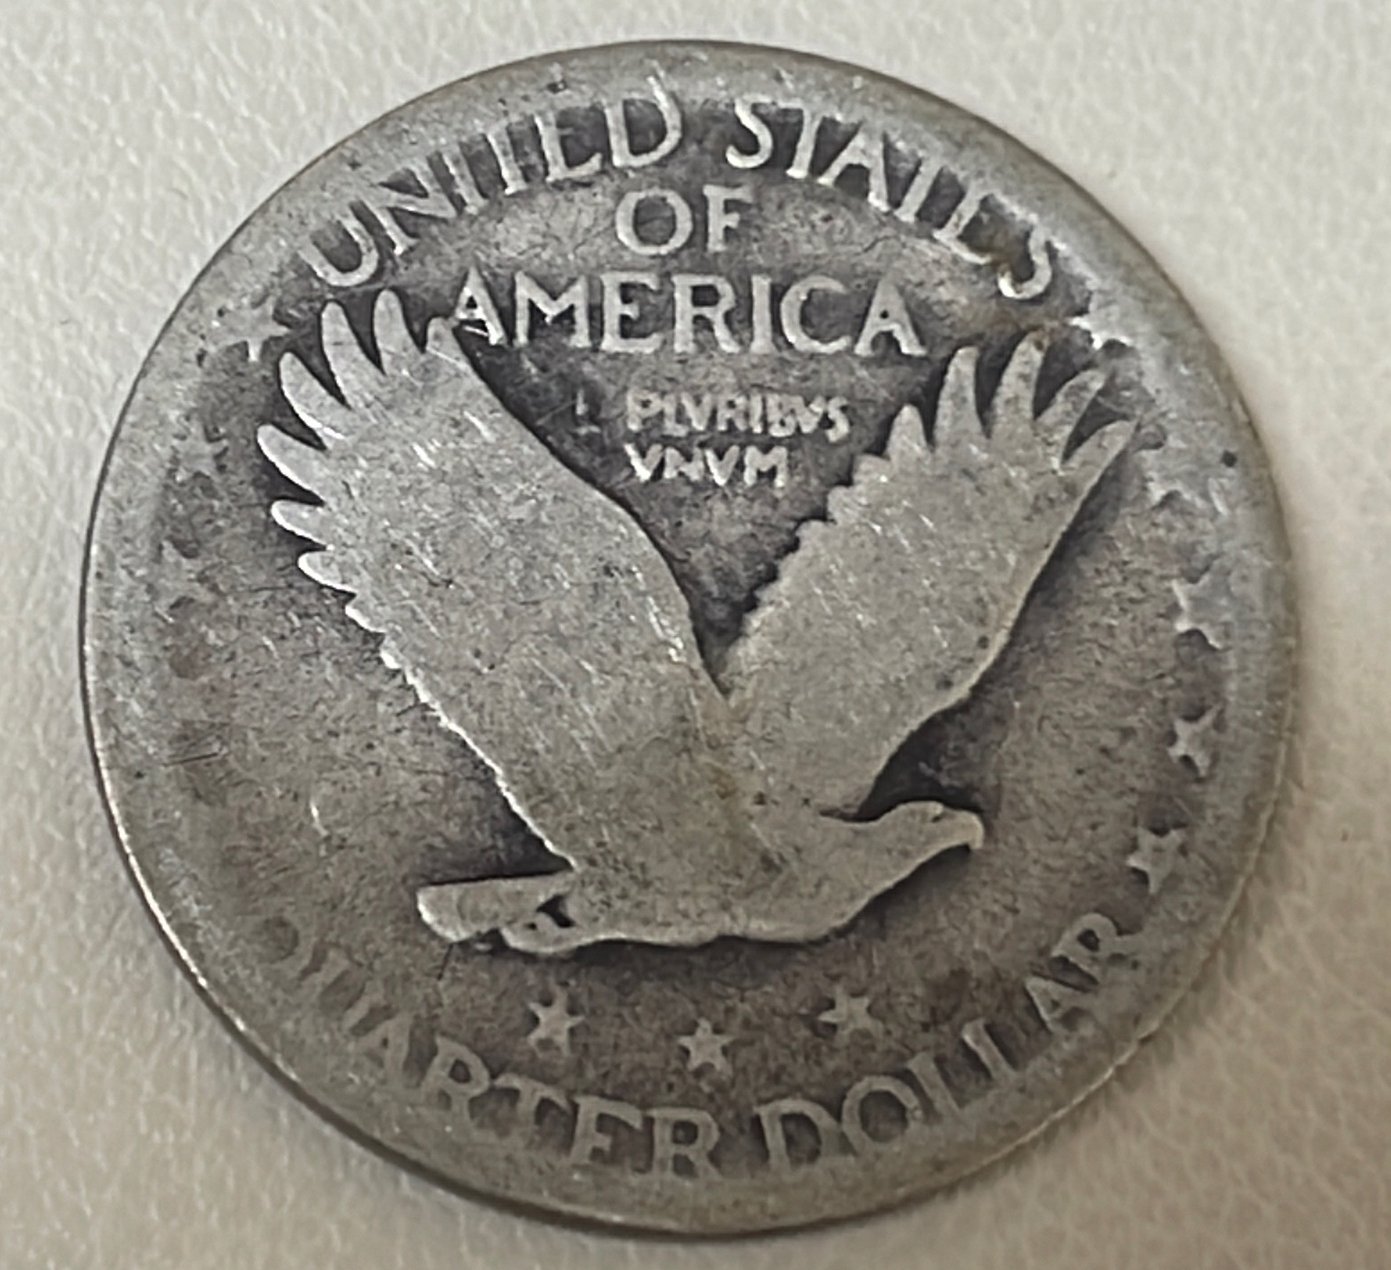 UNITED STATES
OF
AMERICA
E PLVRIBVS
VNVM
QUARTER DOLLAR